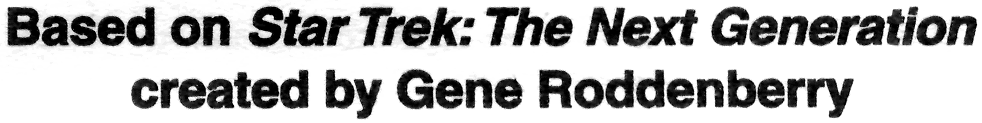 Based on Star Trek: The Next Generation
created by Gene Roddenberry